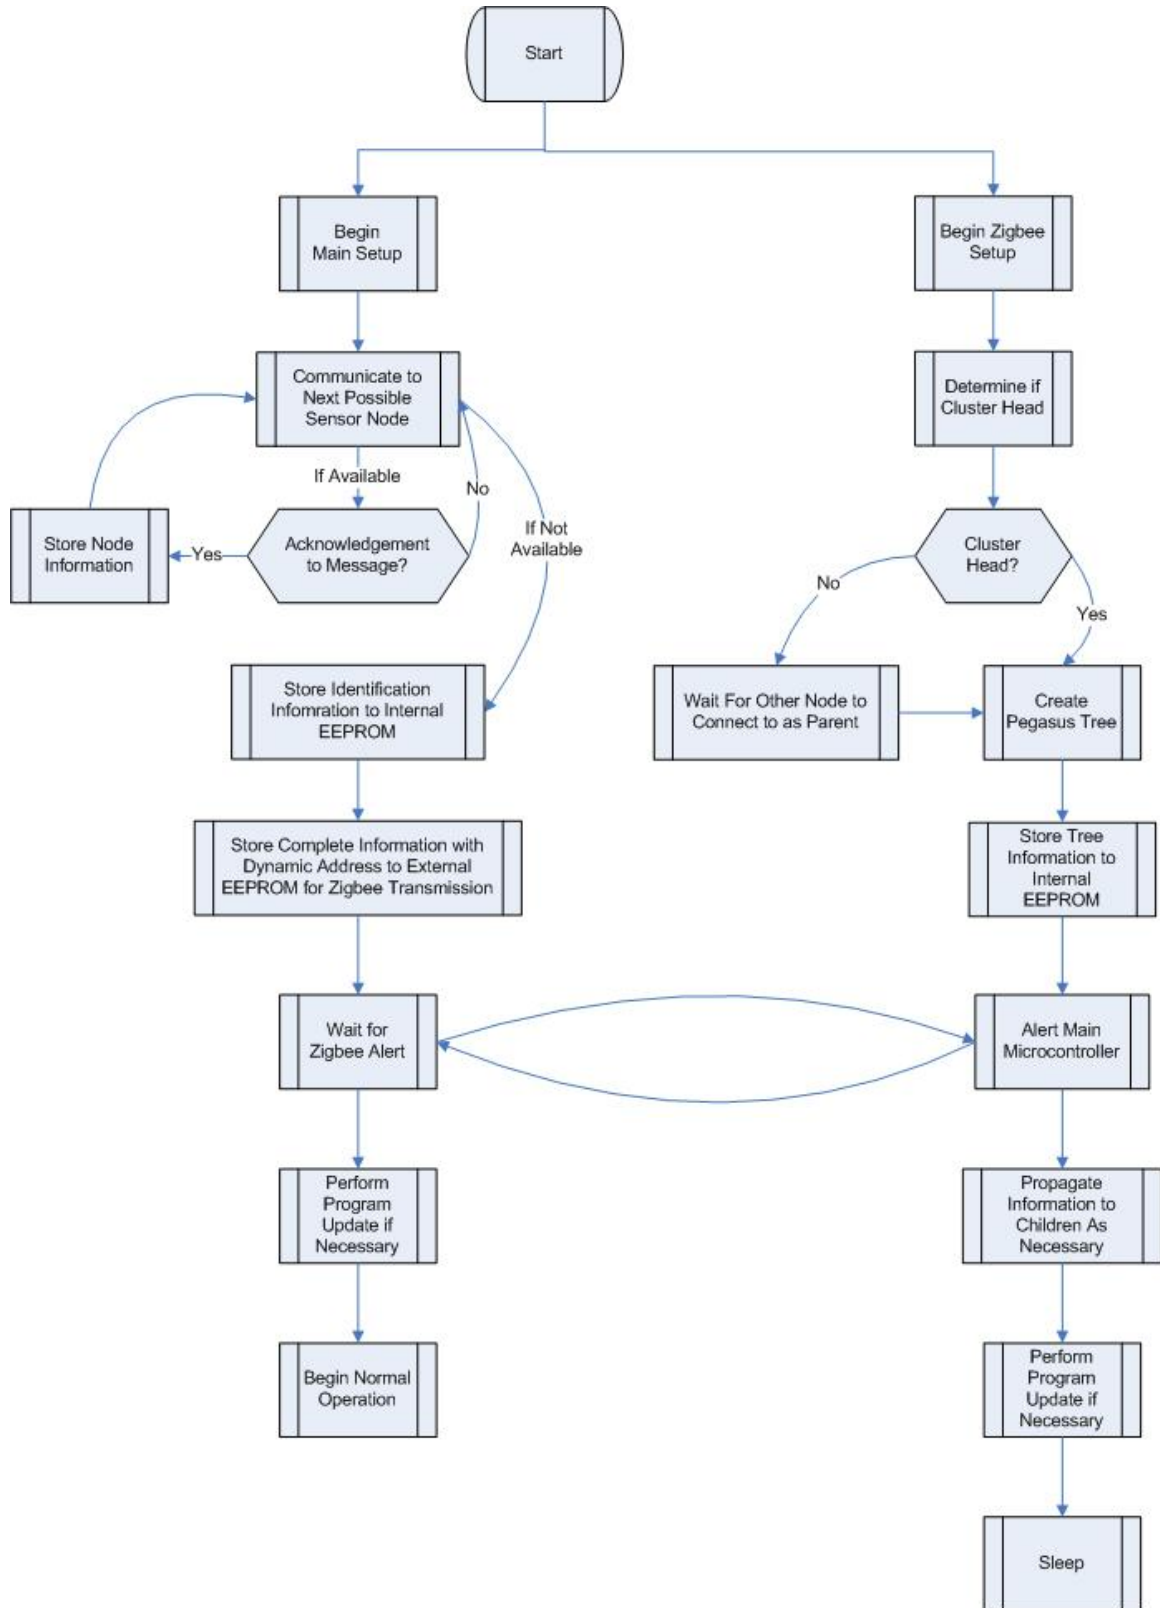 Start
Begin
Main Setup
Begin Zigbee
Setup
Communicate to
Next Possible
Sensor Node
Determine if
Cluster Head
If Available
No
If Not
Available
Store Node
Information
Yes
Acknowledgement
to Message?
Cluster
Head?
No
Yes
Store Identification
Infomration to Internal
EEPROM
Wait For Other Node to
Connect to as Parent
Create
Pegasus Tree
Store Complete Information with
Dynamic Address to External
EEPROM for Zigbee Transmission
Store Tree
Information to
Internal
EEPROM
Wait for
Zigbee Alert
Alert Main
Microcontroller
Perform
Program
Update if
Necessary
Propagate
Information to
Children As
Necessary
Begin Normal
Operation
Perform
Program
Update if
Necessary
Sleep